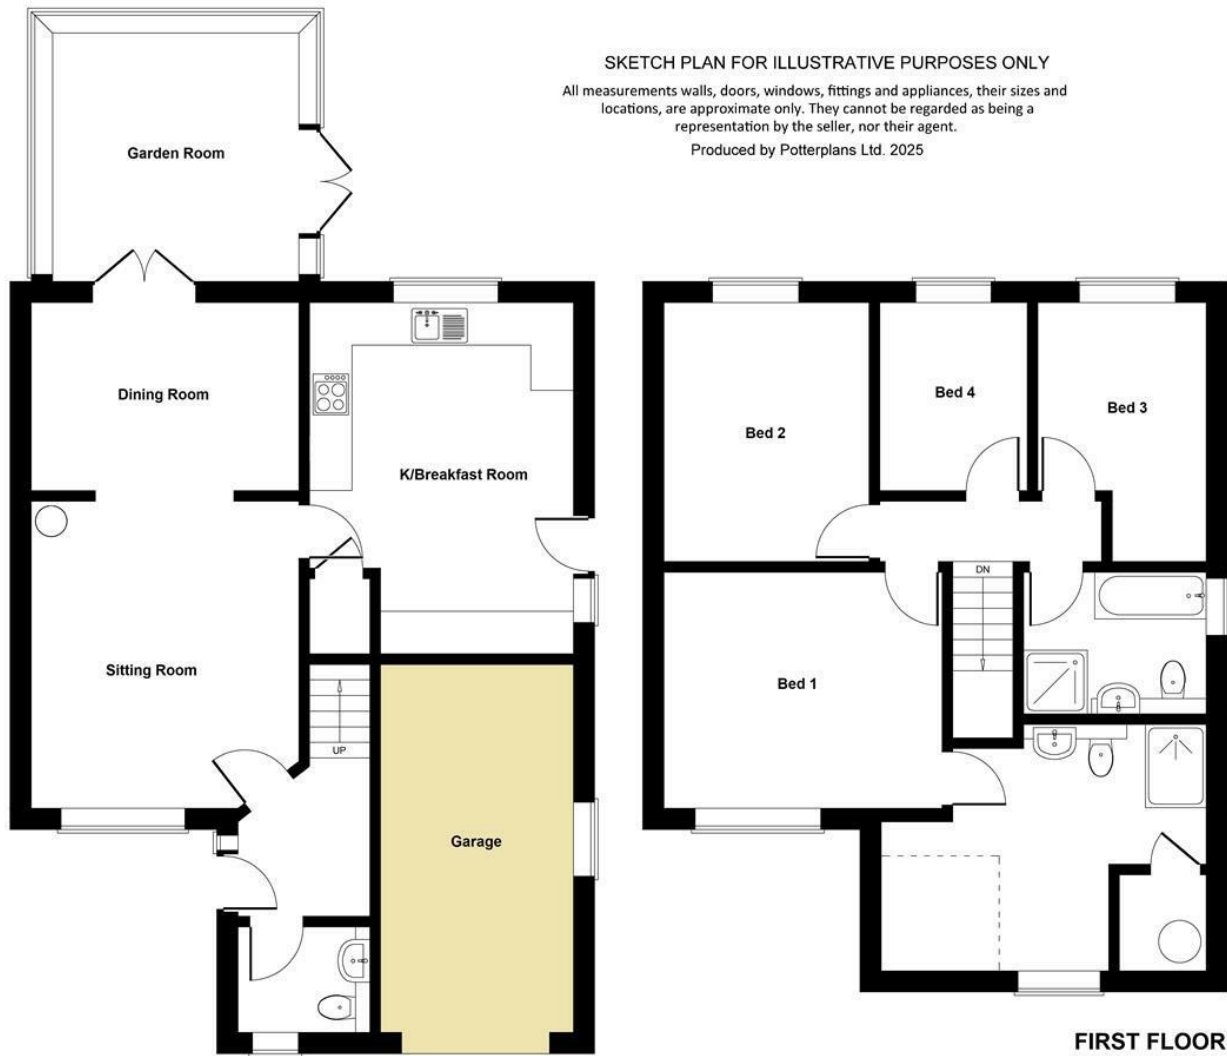 SKETCH PLAN FOR ILLUSTRATIVE PURPOSES ONLY
All measurements walls, doors, windows, fittings and appliances, their sizes and
locations, are approximate only. They cannot be regarded as being a
representation by the seller, nor their agent.
Produced by Potterplans Ltd. 2025
Garden Room
Dining Room
K/Breakfast Room
Sitting Room
UP
Garage
Bed 2
Bed 4
Bed 3
DN
Bed 1
FIRST FLOOR